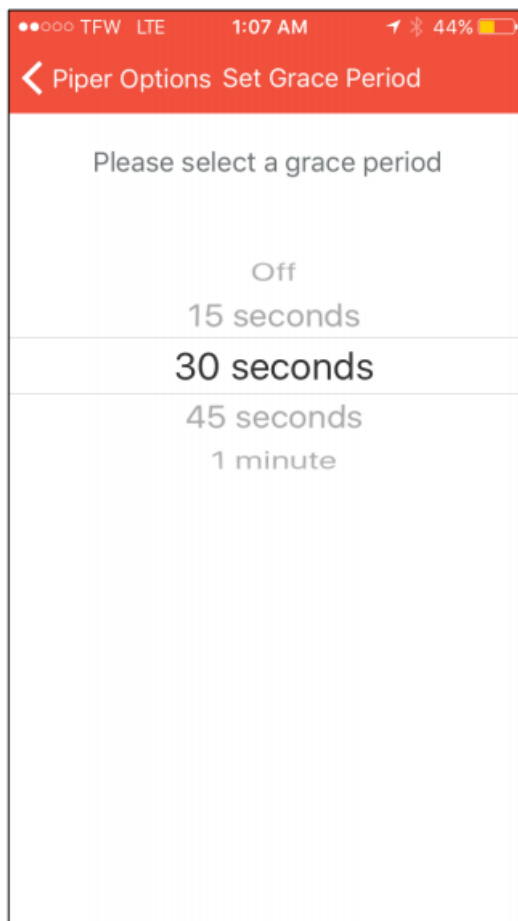 TFW LTE 1:07 AM 44%
Piper Options Set Grace Period
Please select a grace period
Off
15 seconds
30 seconds
45 seconds
1 minute